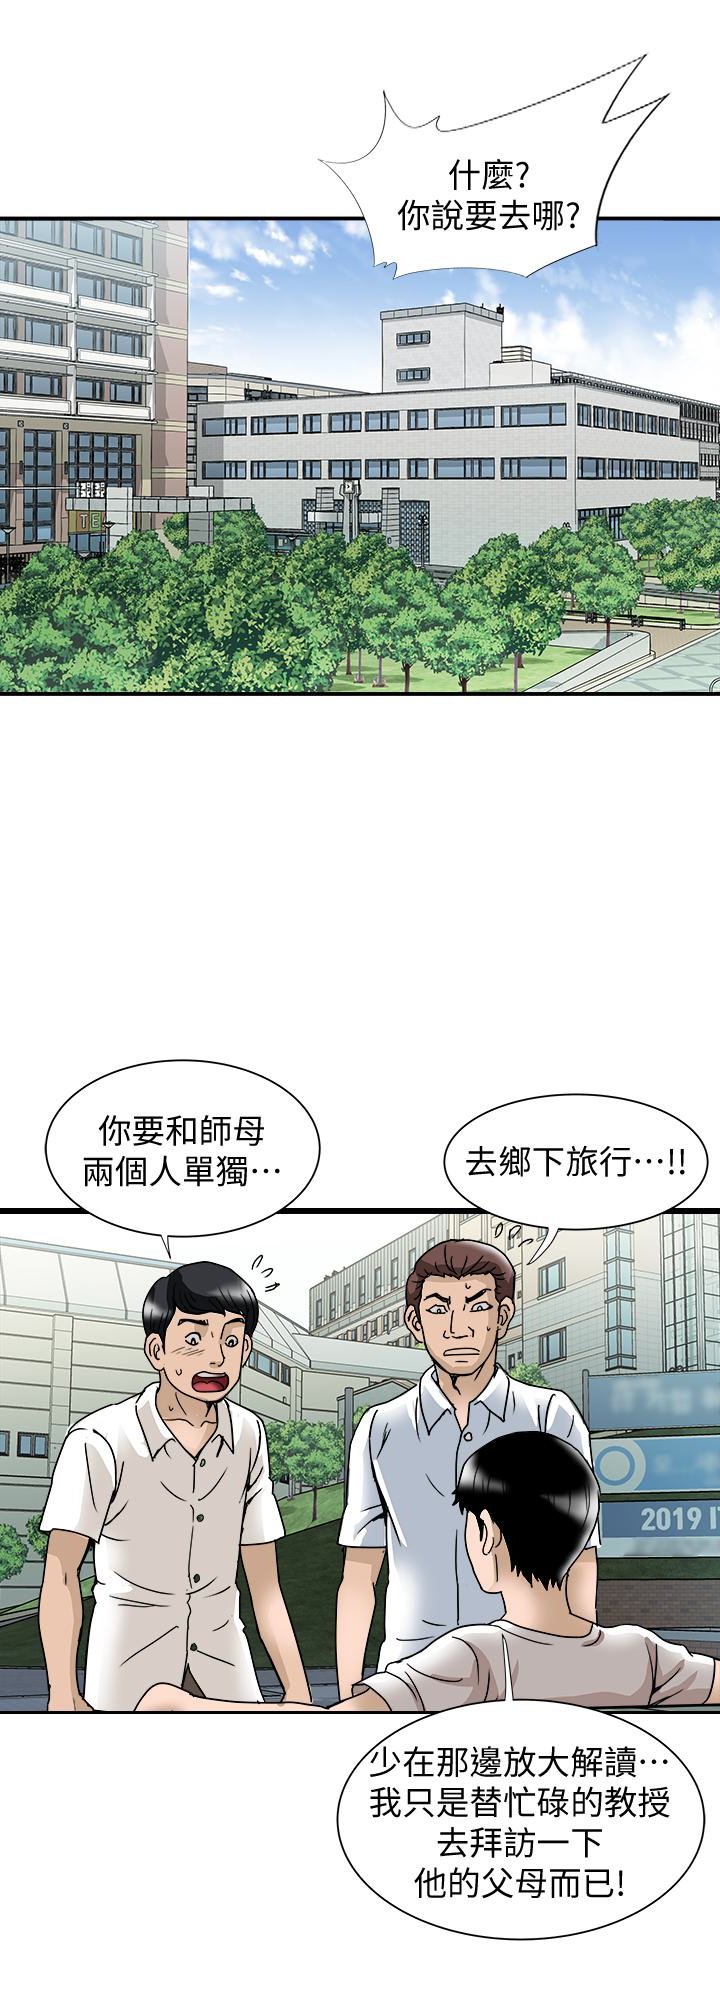 什麼?
你說要去哪?
TE
你要和師母
兩個人單獨⋯
去鄉下旅行⋯!!
2019 I
少在那邊放大解讀⋯
我只是替忙碌的教授
去拜訪一下
他的父母而已!